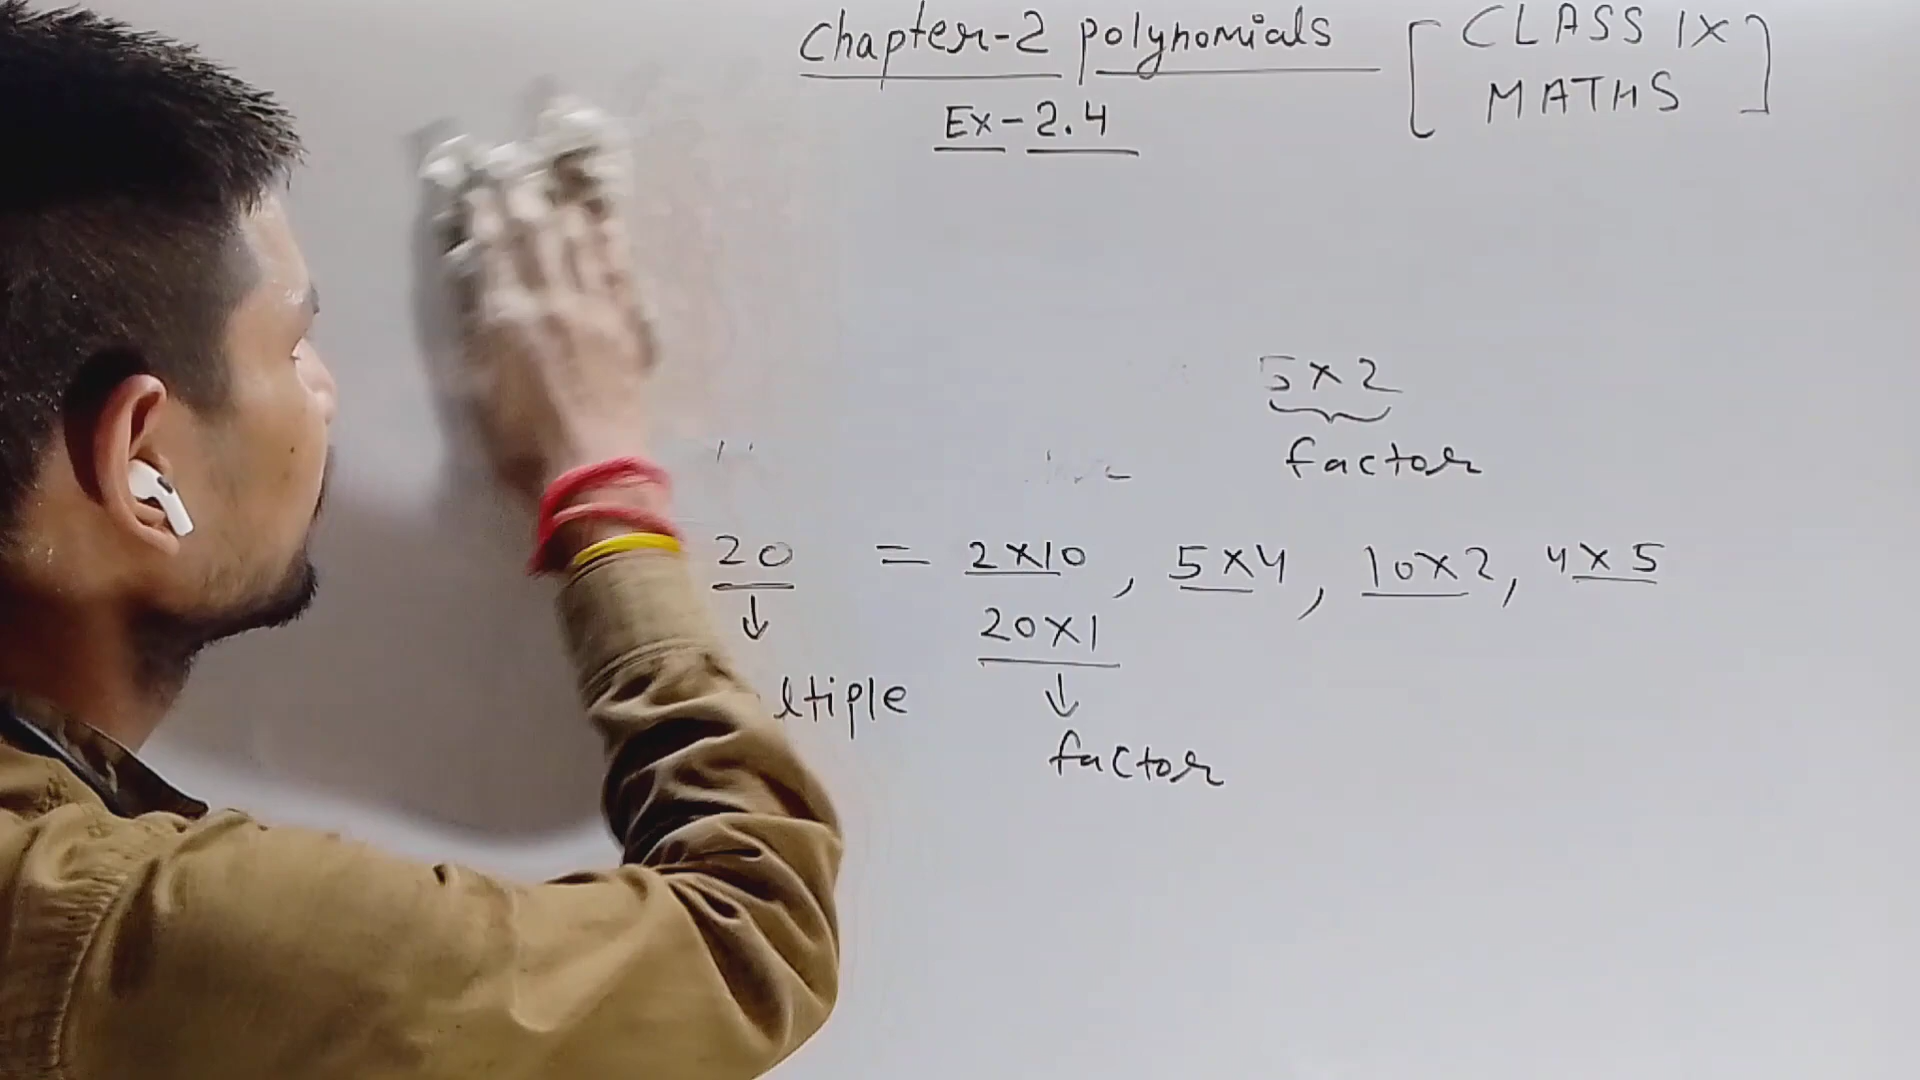 Chapter-2 polynomials [CLASS IX
MATHS]
Ex-2.4
5×2
factor
20 = 2×10, 5×4, 10×2, 4×5
↓ 20×1
ltiple ↓
factor